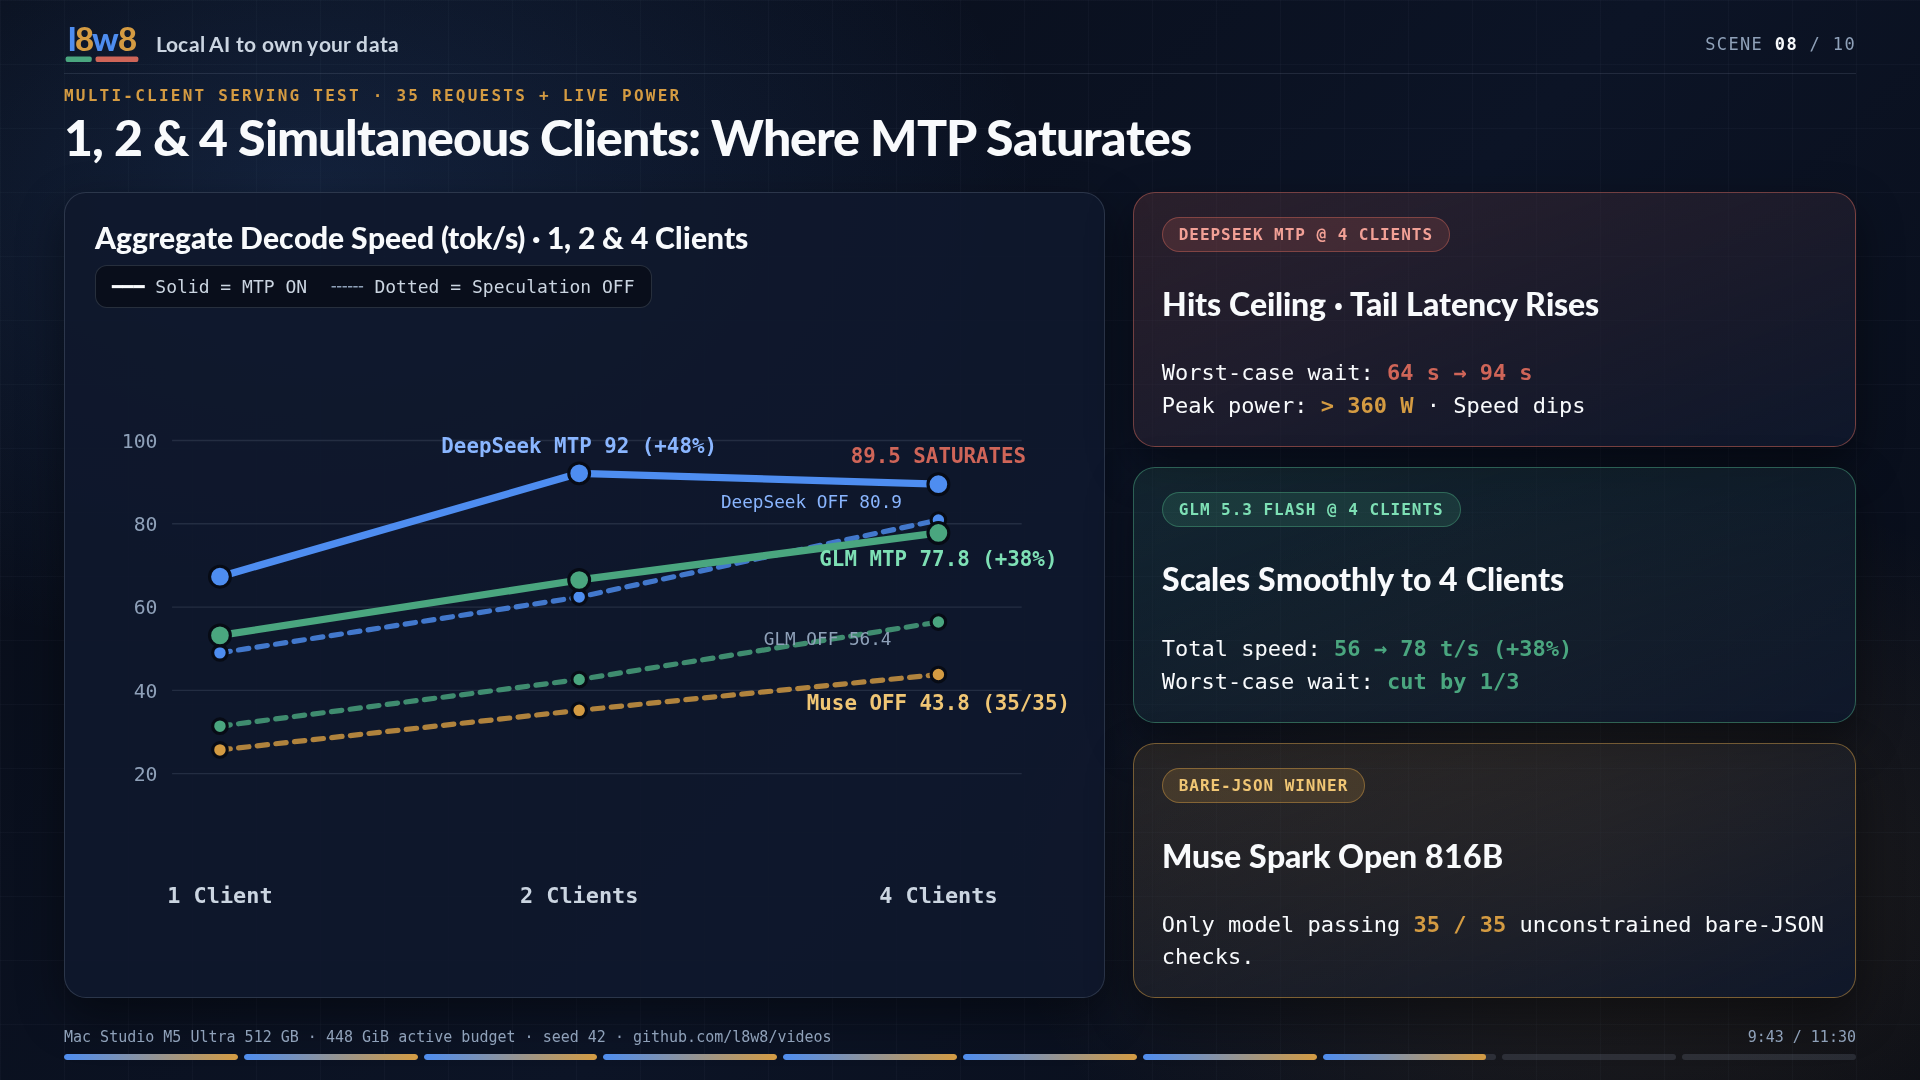 l8w8
Local AI to own your data
SCENE 08 / 10
MULTI-CLIENT SERVING TEST · 35 REQUESTS + LIVE POWER
1, 2 & 4 Simultaneous Clients: Where MTP Saturates
Aggregate Decode Speed (tok/s) · 1, 2 & 4 Clients
Solid = MTP ON
Dotted = Speculation OFF
100
80
60
40
20
DeepSeek MTP 92 (+48%)
89.5 SATURATES
DeepSeek OFF 80.9
GLM MTP 77.8 (+38%)
GLM OFF 56.4
Muse OFF 43.8 (35/35)
1 Client
2 Clients
4 Clients
DEEPSEEK MTP @ 4 CLIENTS
Hits Ceiling · Tail Latency Rises
Worst-case wait: 64 s → 94 s
Peak power: > 360 W · Speed dips
GLM 5.3 FLASH @ 4 CLIENTS
Scales Smoothly to 4 Clients
Total speed: 56 → 78 t/s (+38%)
Worst-case wait: cut by 1/3
BARE-JSON WINNER
Muse Spark Open 816B
Only model passing 35 / 35 unconstrained bare-JSON
checks.
Mac Studio M5 Ultra 512 GB · 448 GiB active budget · seed 42 · github.com/l8w8/videos
9:43 / 11:30